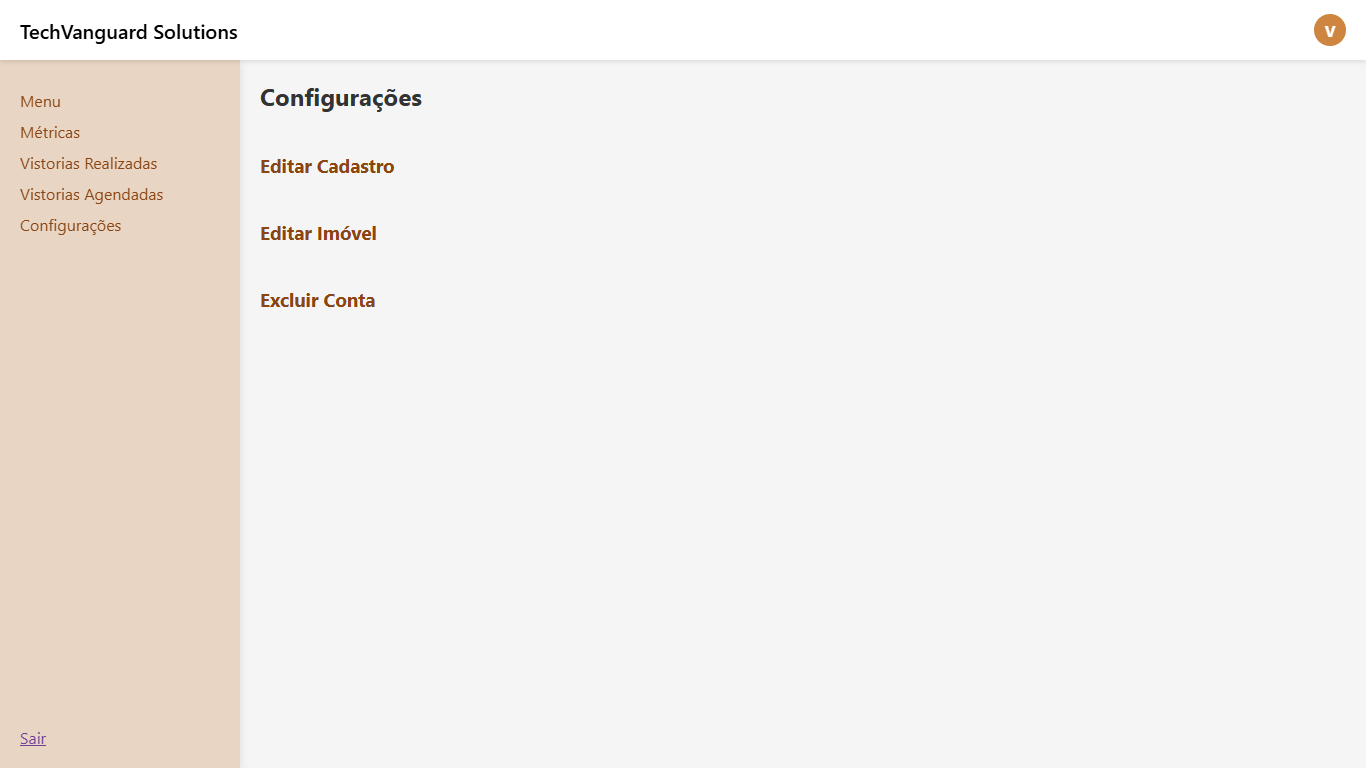 TechVanguard Solutions
V
Menu
Métricas
Vistorias Realizadas
Vistorias Agendadas
Configurações
Sair
Configurações
Editar Cadastro
Editar Imóvel
Excluir Conta